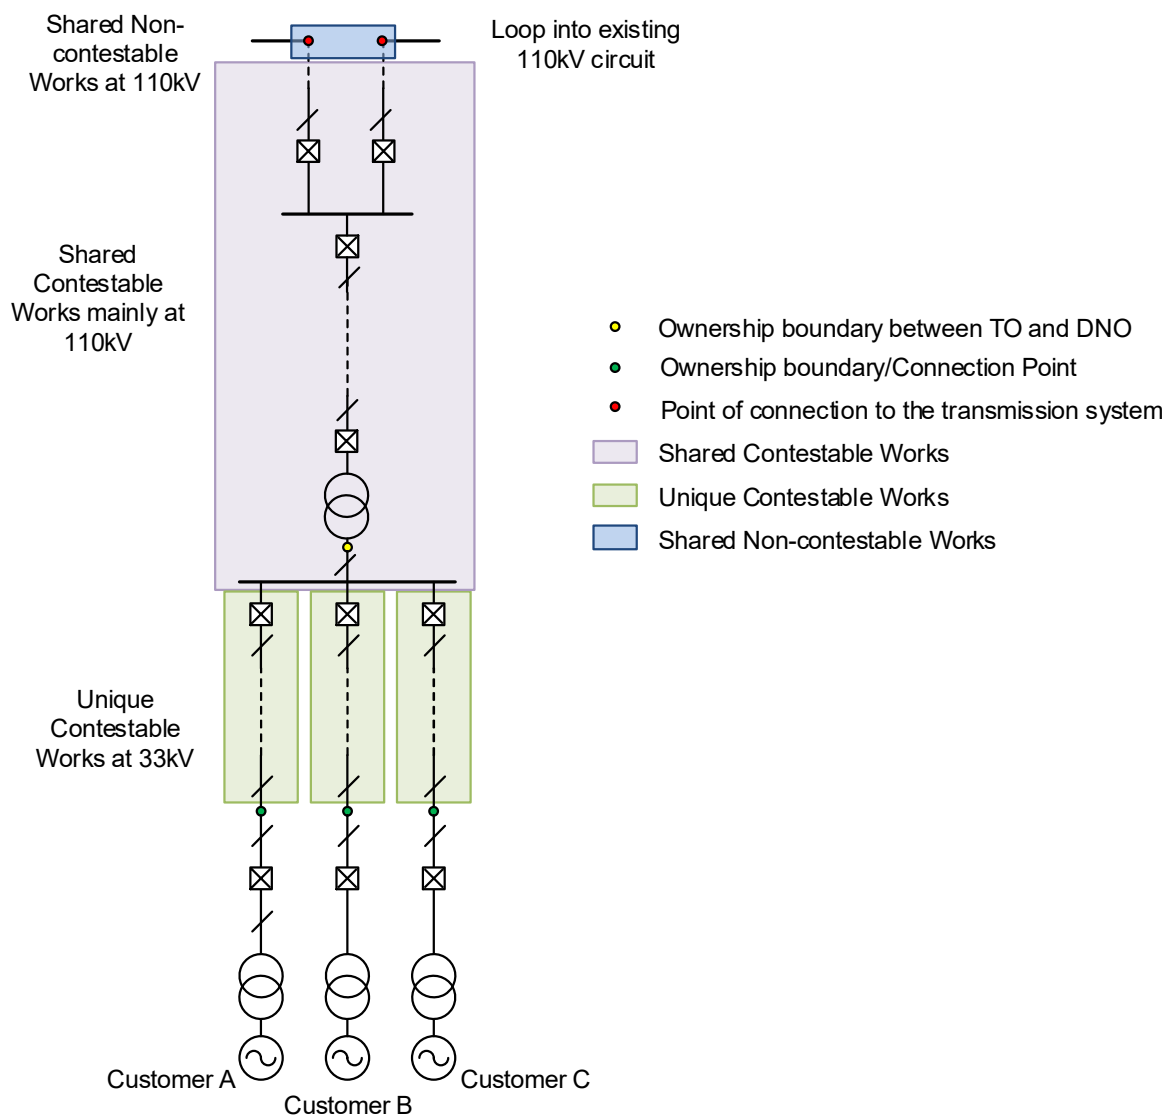 Shared Non-
contestable
Works at 110kV
Loop into existing
110kV circuit
Shared
Contestable
Works mainly at
110kV
Ownership boundary between TO and DNO
Ownership boundary/Connection Point
Point of connection to the transmission system
Shared Contestable Works
Unique Contestable Works
Shared Non-contestable Works
Unique
Contestable
Works at 33kV
Customer A
Customer B
Customer C